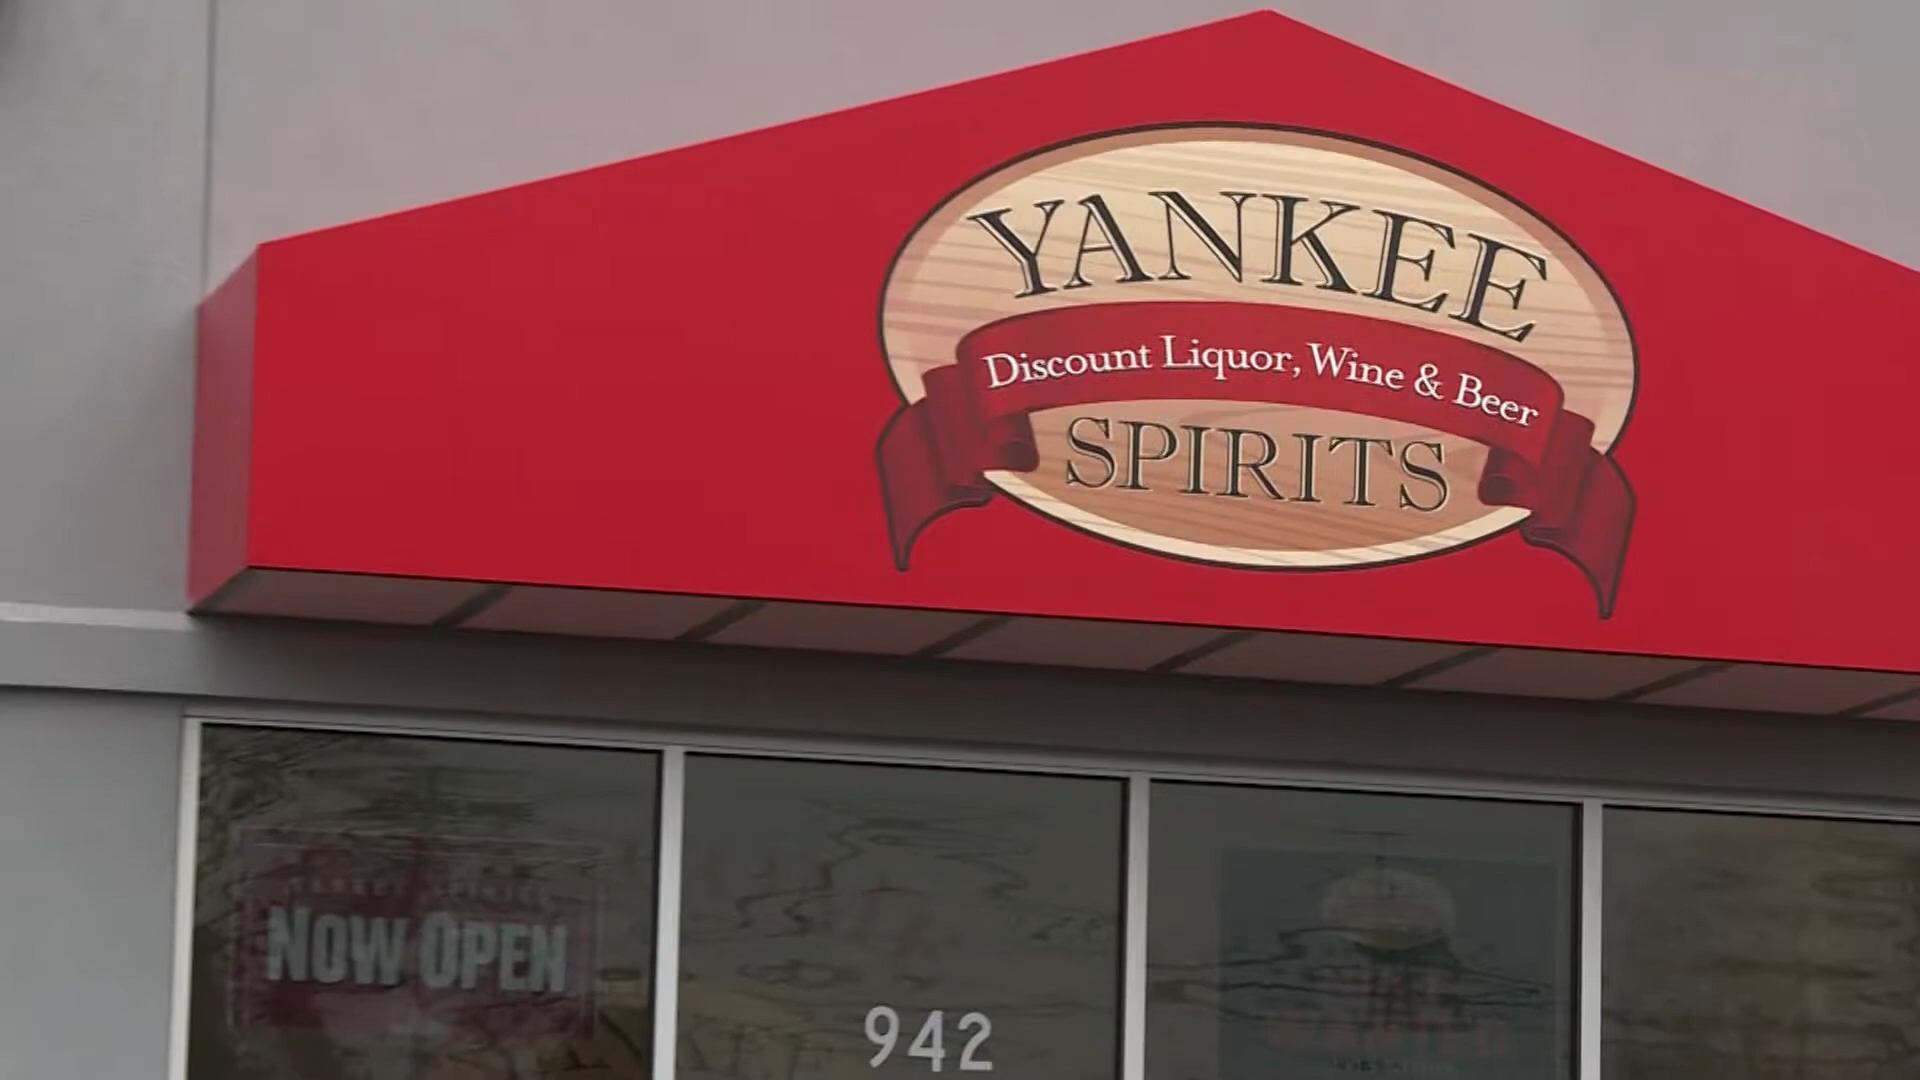 YANKEE
Discount Liquor, Wine & Beer
SPIRITS
NOW OPEN
942